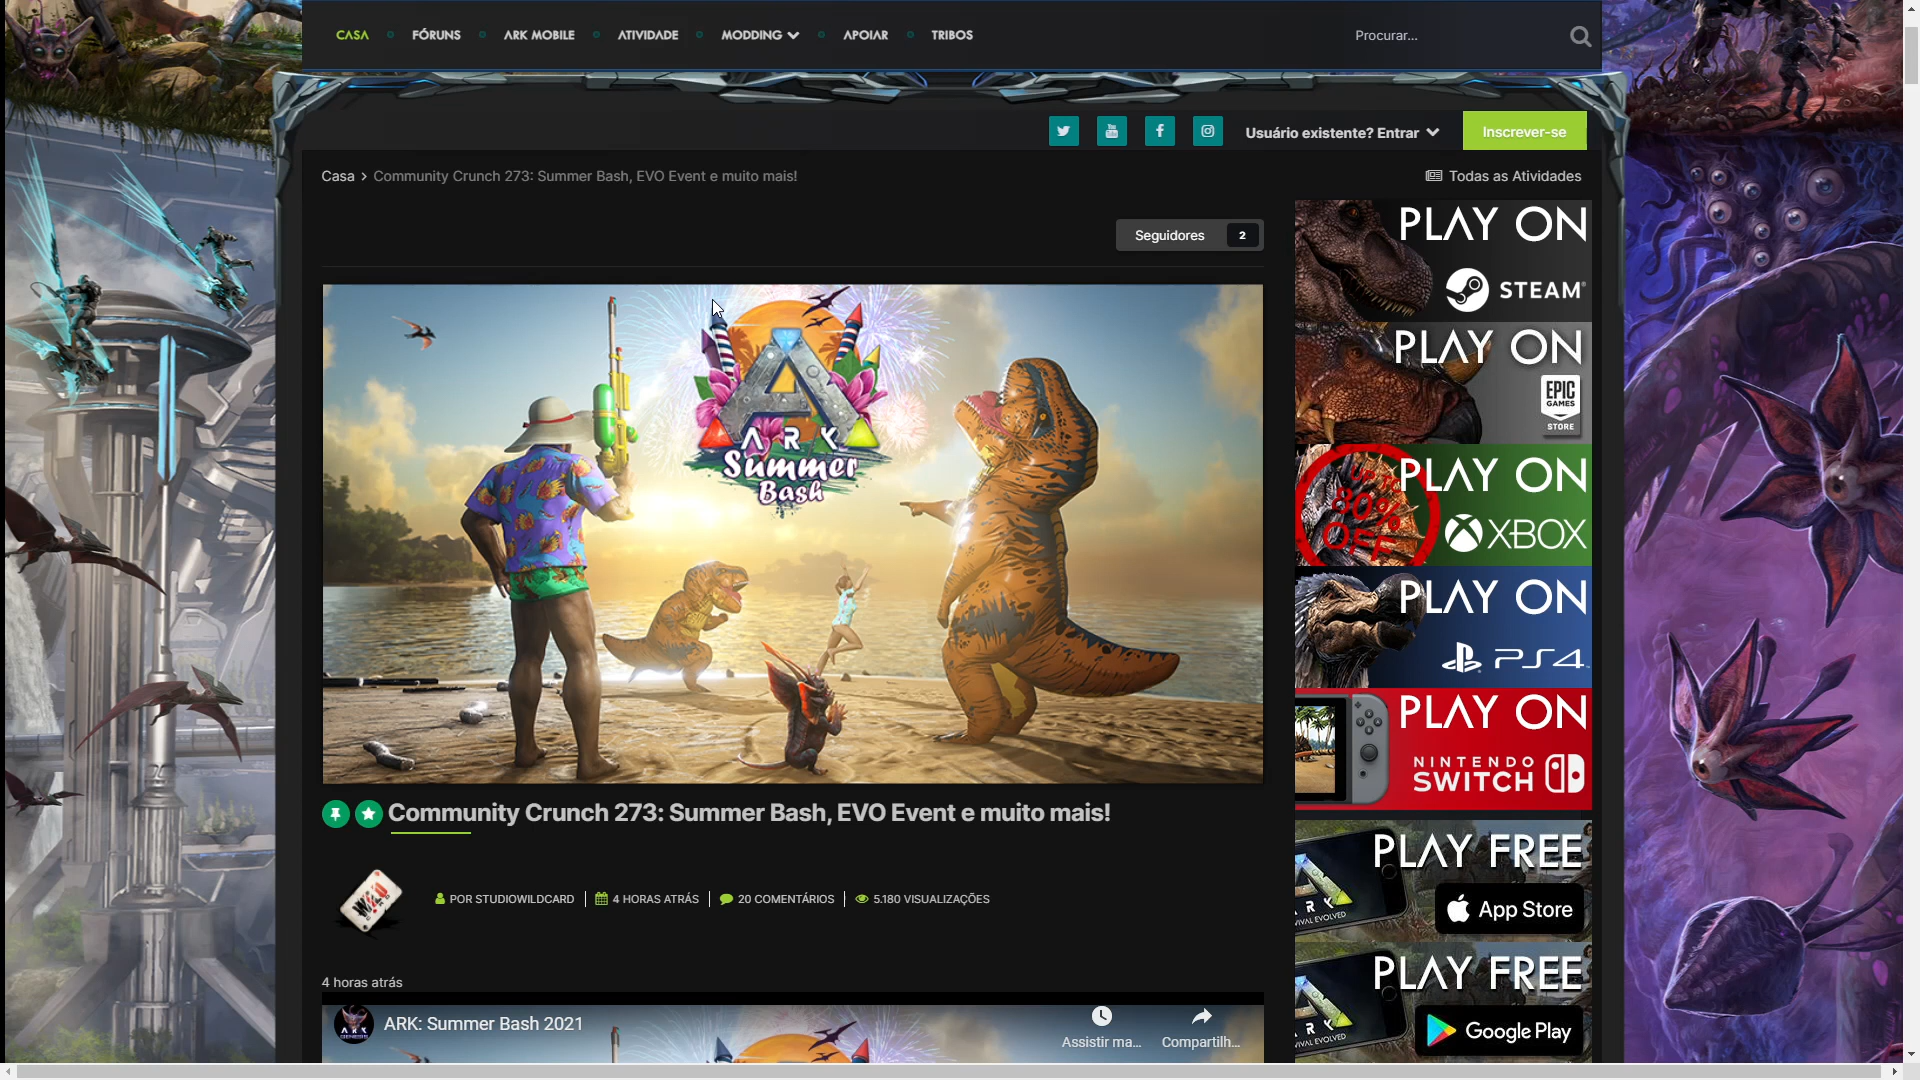 CASA
FÓRUNS
ARK MOBILE
ATIVIDADE
MODDING
APOIAR
TRIBOS
Procurar...
Usuário existente? Entrar
Inscrever-se
Casa > Community Crunch 273: Summer Bash, EVO Event e muito mais!
Todas as Atividades
Seguidores 2
ARK
Summer
Bash
Community Crunch 273: Summer Bash, EVO Event e muito mais!
POR STUDIOWILDCARD
4 HORAS ATRÁS
20 COMENTÁRIOS
5.180 VISUALIZAÇÕES
4 horas atrás
ARK: Summer Bash 2021
Assistir ma...
Compartilh...
PLAY ON
STEAM
PLAY ON
EPIC
GAMES
STORE
PLAY ON
UP TO
80%
OFF
XBOX
PLAY ON
PS4
PLAY ON
NINTENDO
SWITCH
PLAY FREE
App Store
PLAY FREE
Google Play